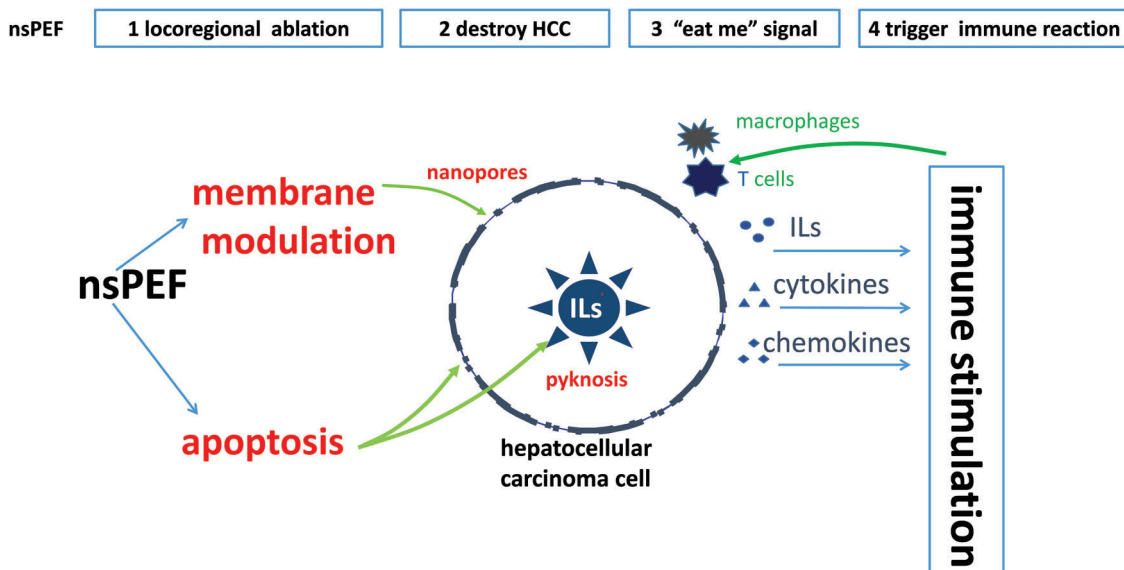 nsPEF
1 locoregional ablation
2 destroy HCC
3 “eat me” signal
4 trigger immune reaction
macrophages
T cells
nanopores
membrane
modulation
nsPEF
ILs
cytokines
chemokines
ILs
pyknosis
apoptosis
hepatocellular
carcinoma cell
immune stimulation